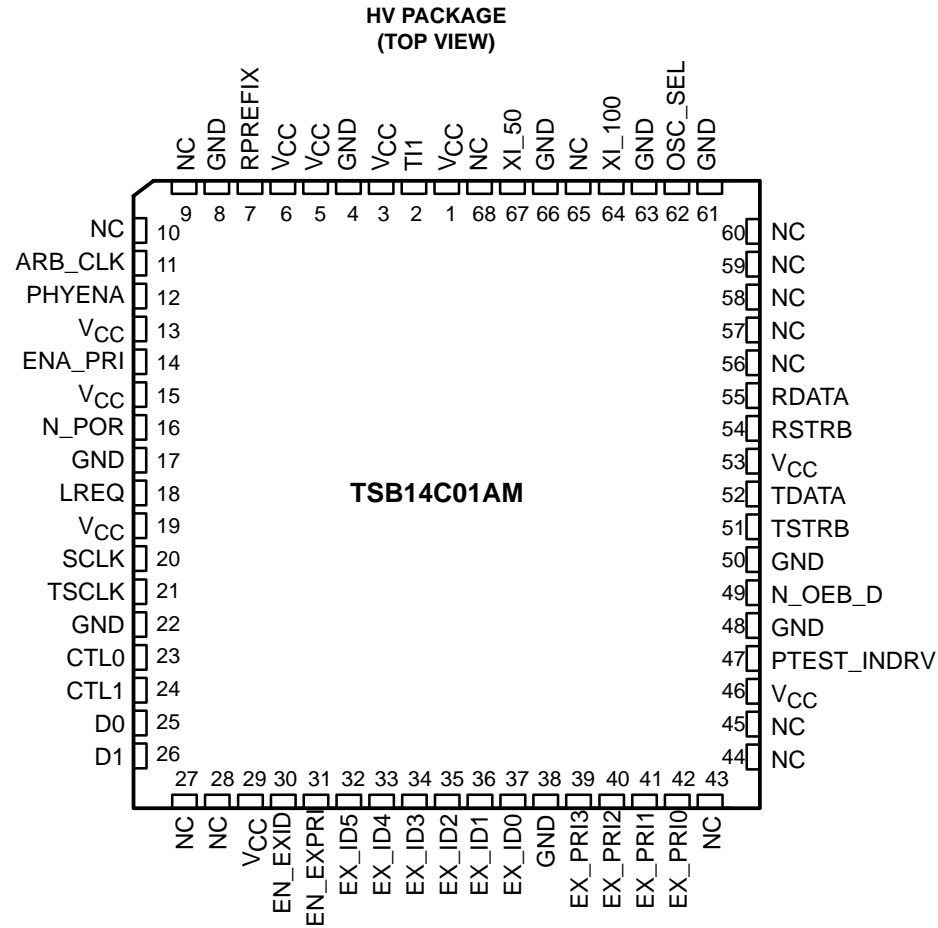 HV PACKAGE
(TOP VIEW)
NC
GND
RPREFIX
VCC
VCC
GND
VCC
TI1
VCC
NC
XI_50
GND
NC
XI_100
GND
OSC_SEL
GND
9 8 7 6 5 4 3 2 1 68 67 66 65 64 63 62 61
NC 10
ARB_CLK 11
PHYENA 12
VCC 13
ENA_PRI 14
VCC 15
N_POR 16
GND 17
LREQ 18
VCC 19
SCLK 20
TSCLK 21
GND 22
CTL0 23
CTL1 24
D0 25
D1 26
TSB14C01AM
60 NC
59 NC
58 NC
57 NC
56 NC
55 RDATA
54 RSTRB
53 VCC
52 TDATA
51 TSTRB
50 GND
49 N_OEB_D
48 GND
47 PTEST_INDRV
46 VCC
45 NC
44 NC
27 28 29 30 31 32 33 34 35 36 37 38 39 40 41 42 43
NC
NC
VCC
EN_EXID
EN_EXPRI
EX_ID5
EX_ID4
EX_ID3
EX_ID2
EX_ID1
EX_ID0
GND
EX_PRI3
EX_PRI2
EX_PRI1
EX_PRI0
NC